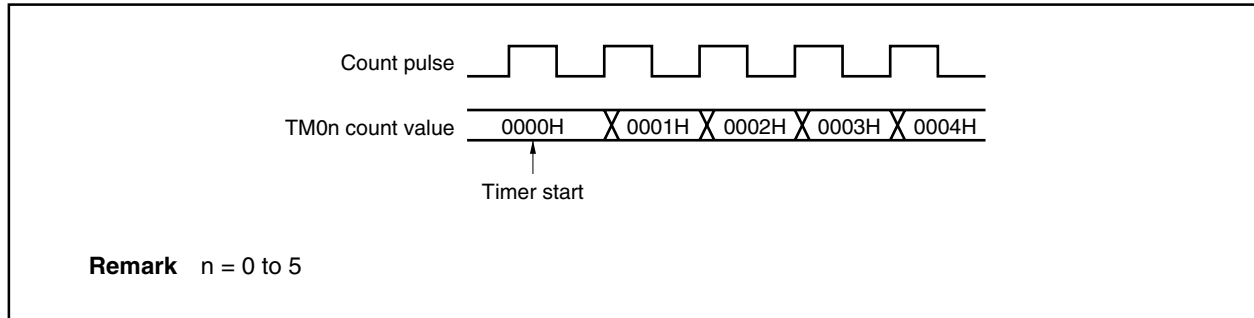 Count pulse
TM0n count value 0000H 0001H 0002H 0003H 0004H
Timer start
Remark n = 0 to 5